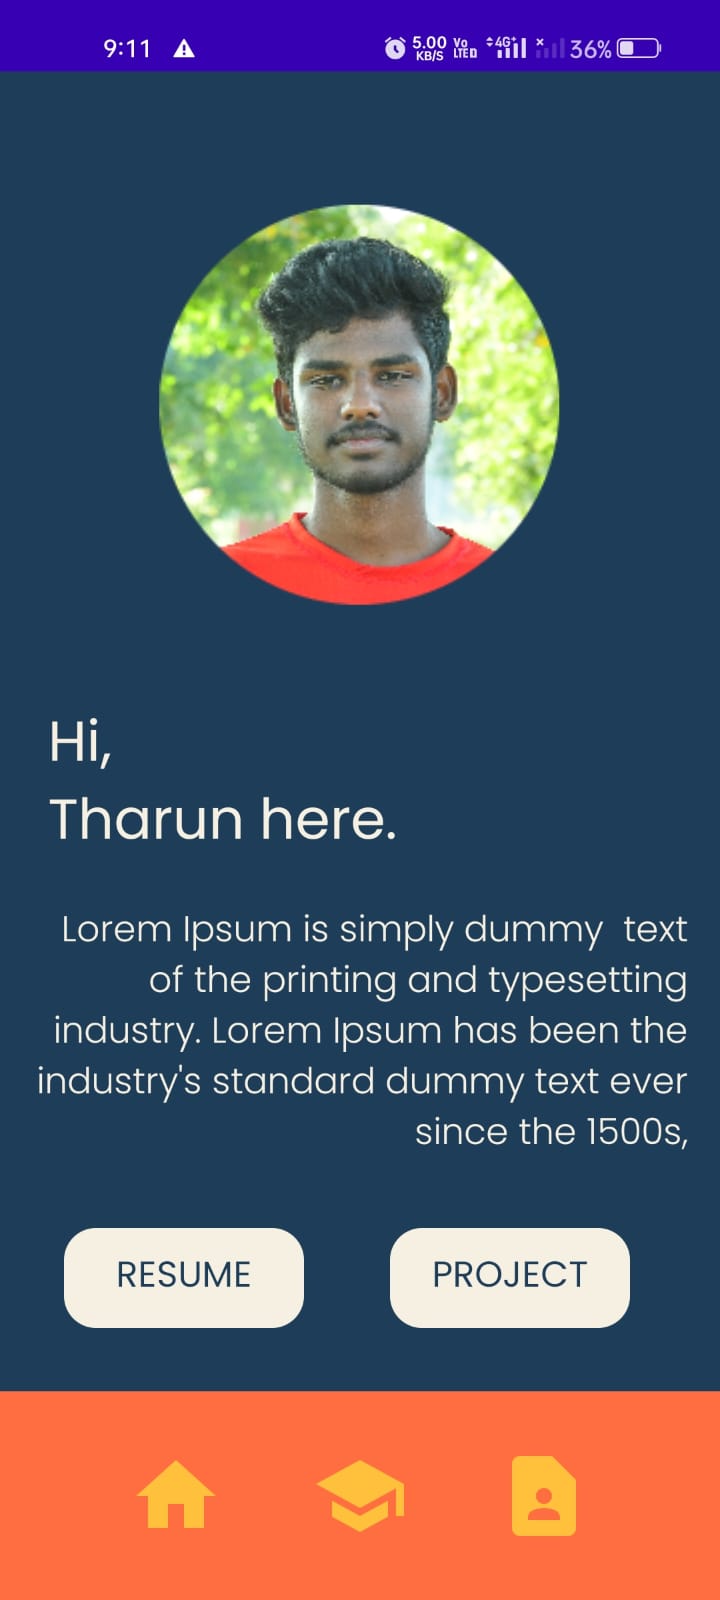 9:11
5.00 KB/S
Vo LTE
4G+
36%
Hi,
Tharun here.
Lorem Ipsum is simply dummy  text
of the printing and typesetting
industry. Lorem Ipsum has been the
industry's standard dummy text ever
since the 1500s,
RESUME
PROJECT